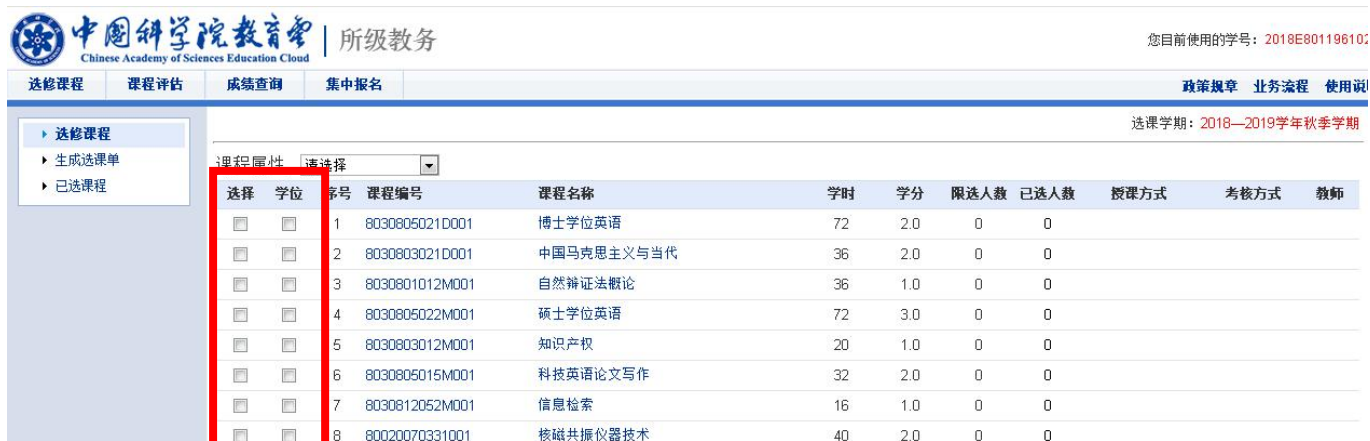 中国科学院教育云 | 所级教务
Chinese Academy of Sciences Education Cloud
您目前使用的学号：2018E801196102
选修课程 课程评估 成绩查询 集中报名 政策规章 业务流程 使用说
选课学期：2018—2019学年秋季学期
选修课程
生成选课单
已选课程
课程属性 请选择
选择 学位 序号 课程编号 课程名称 学时 学分 限选人数 已选人数 授课方式 考核方式 教师
1 8030805021D001 博士学位英语 72 2.0 0 0
2 8030803021D001 中国马克思主义与当代 36 2.0 0 0
3 8030801012M001 自然辩证法概论 36 1.0 0 0
4 8030805022M001 硕士学位英语 72 3.0 0 0
5 8030803012M001 知识产权 20 1.0 0 0
6 8030805015M001 科技英语论文写作 32 2.0 0 0
7 8030812052M001 信息检索 16 1.0 0 0
8 80020070331001 核磁共振仪器技术 40 2.0 0 0